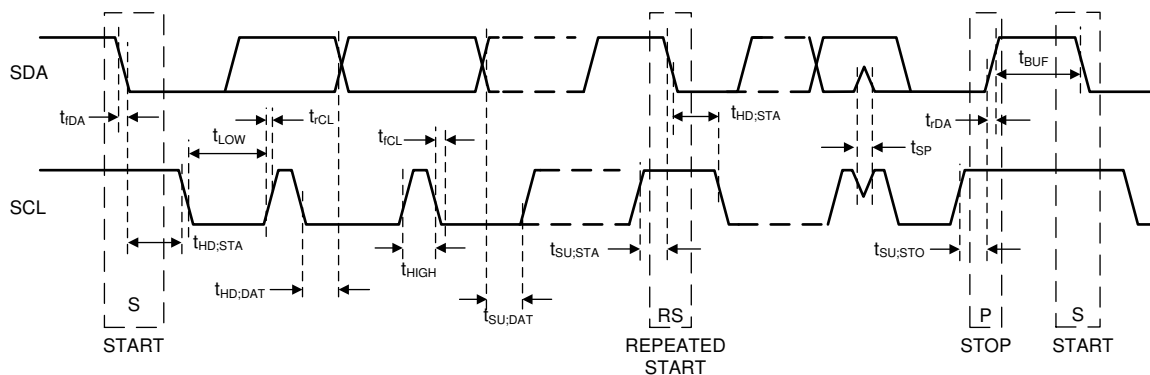 SDA
t_BUF
t_fDA
t_LOW
t_rCL
t_fCL
t_HD;STA
t_SP
t_rDA
SCL
t_HD;STA
t_HD;DAT
t_HIGH
t_SU;DAT
t_SU;STA
t_SU;STO
S
RS
P
S
START
REPEATED
START
STOP
START